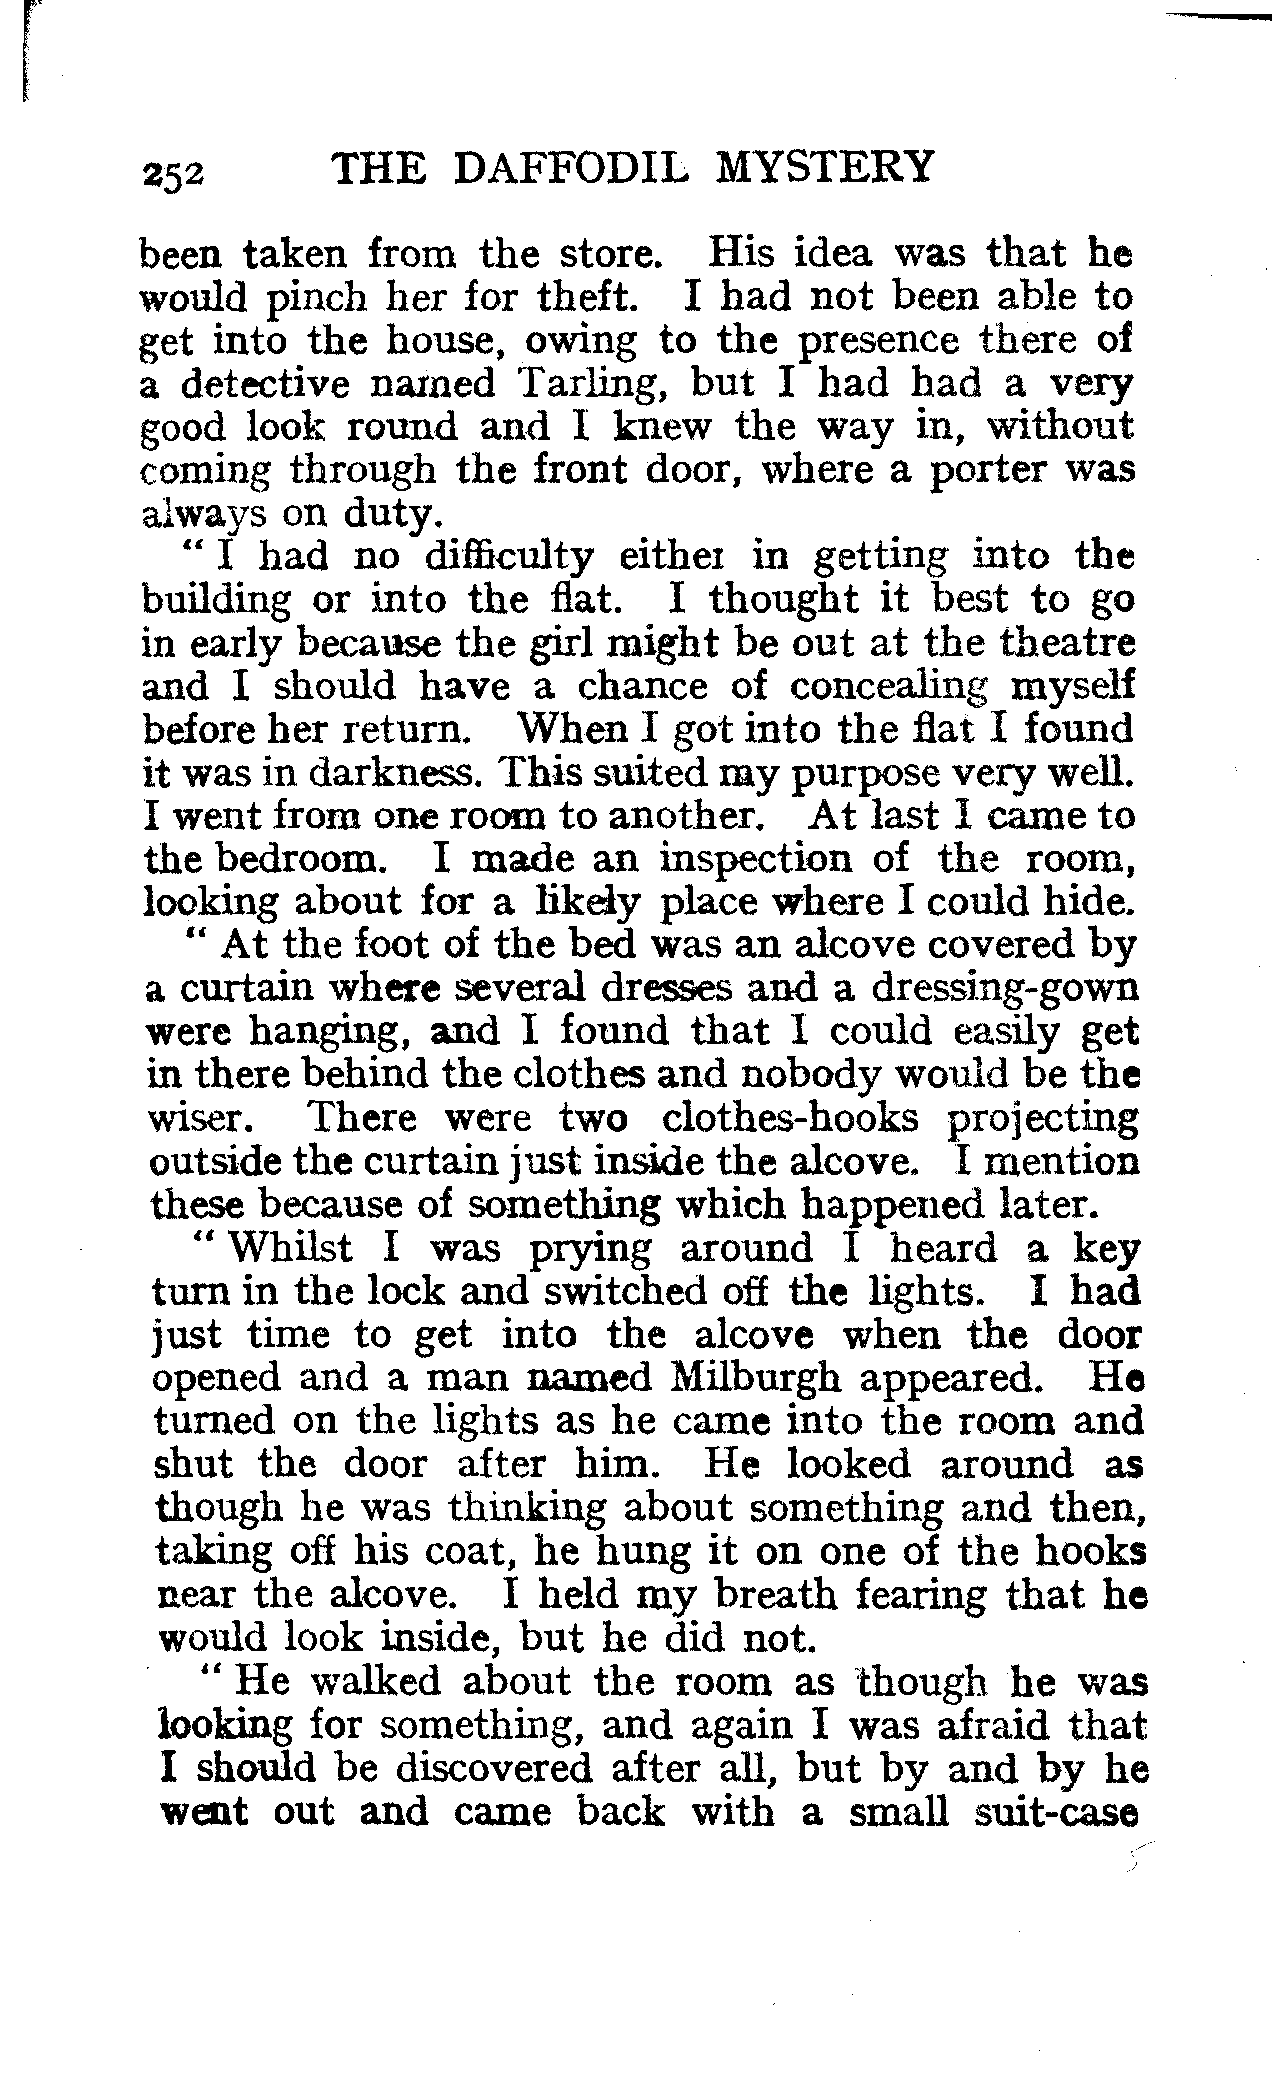 252 THE DAFFODIL MYSTERY
been taken from the store. His idea was that he
would pinch her for theft. I had not been able to
get into the house, owing to the presence there of
a detective named Tarling, but I had had a very
good look round and I knew the way in, without
coming through the front door, where a porter was
always on duty.
" I had no difficulty either in getting into the
building or into the flat. I thought it best to go
in early because the girl might be out at the theatre
and I should have a chance of concealing myself
before her return. When I got into the flat I found
it was in darkness. This suited my purpose very well.
I went from one room to another. At last I came to
the bedroom. I made an inspection of the room,
looking about for a likely place where I could hide.
" At the foot of the bed was an alcove covered by
a curtain where several dresses and a dressing-gown
were hanging, and I found that I could easily get
in there behind the clothes and nobody would be the
wiser. There were two clothes-hooks projecting
outside the curtain just inside the alcove. I mention
these because of something which happened later.
" Whilst I was prying around I heard a key
turn in the lock and switched off the lights. I had
just time to get into the alcove when the door
opened and a man named Milburgh appeared. He
turned on the lights as he came into the room and
shut the door after him. He looked around as
though he was thinking about something and then,
taking off his coat, he hung it on one of the hooks
near the alcove. I held my breath fearing that he
would look inside, but he did not.
" He walked about the room as though he was
looking for something, and again I was afraid that
I should be discovered after all, but by and by he
went out and came back with a small suit-case